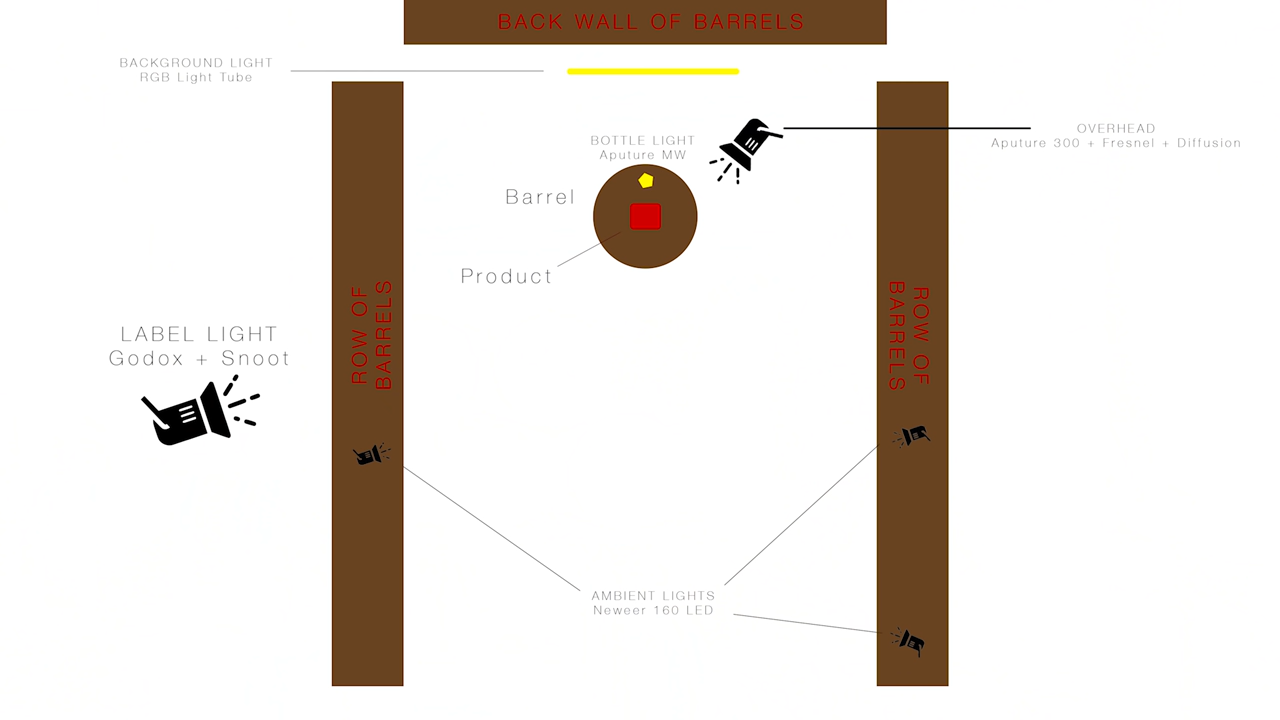 BACK WALL OF BARRELS
BACKGROUND LIGHT
RGB Light Tube
OVERHEAD
Aputure 300 + Fresnel + Diffusion
BOTTLE LIGHT
Aputure MW
Barrel
Product
LABEL LIGHT
Godox + Snoot
ROW OF
BARRELS
ROW OF
BARRELS
AMBIENT LIGHTS
Neweer 160 LED